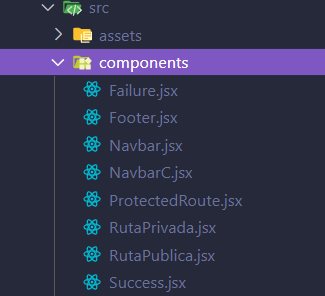 src
assets
components
Failure.jsx
Footer.jsx
Navbar.jsx
NavbarC.jsx
ProtectedRoute.jsx
RutaPrivada.jsx
RutaPublica.jsx
Success.jsx